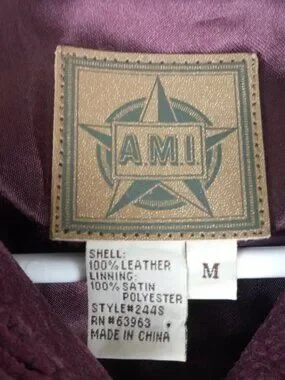 A.M.I.
SHELL:
100% LEATHER
LINNING:
100% SATIN
POLYESTER
STYLE#2448
RN#63963
MADE IN CHINA
M